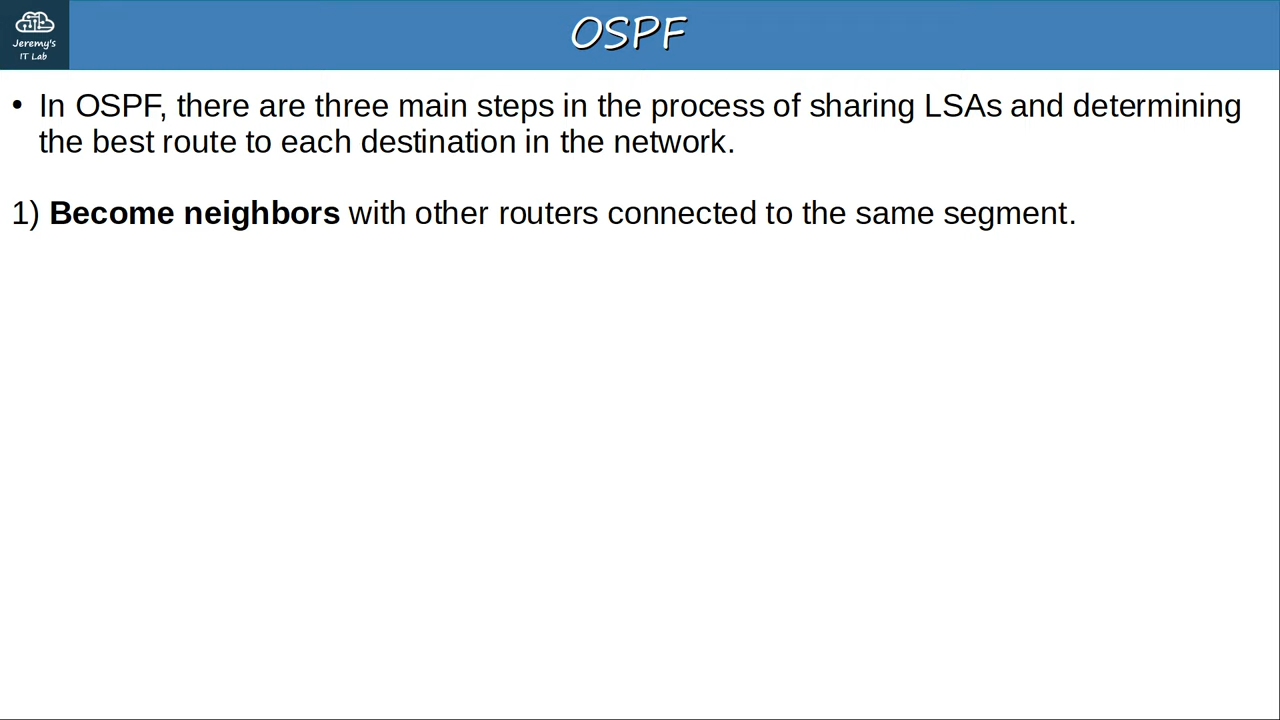 Jeremy's
IT Lab
OSPF
• In OSPF, there are three main steps in the process of sharing LSAs and determining
the best route to each destination in the network.
1) Become neighbors with other routers connected to the same segment.